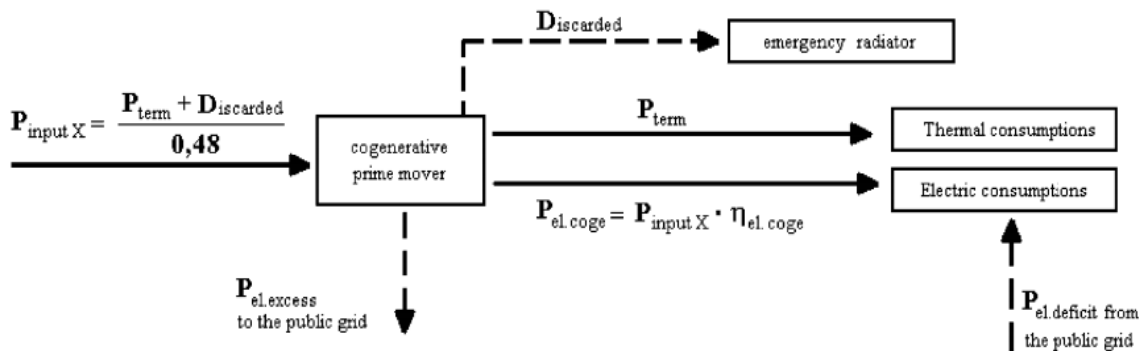 Discarded
emergency radiator
P input X = P term + Discarded
0,48
P term
Thermal consumptions
cogenerative
prime mover
Electric consumptions
P el.coge = P input X · η el.coge
P el.excess
to the public grid
P el.deficit from
the public grid